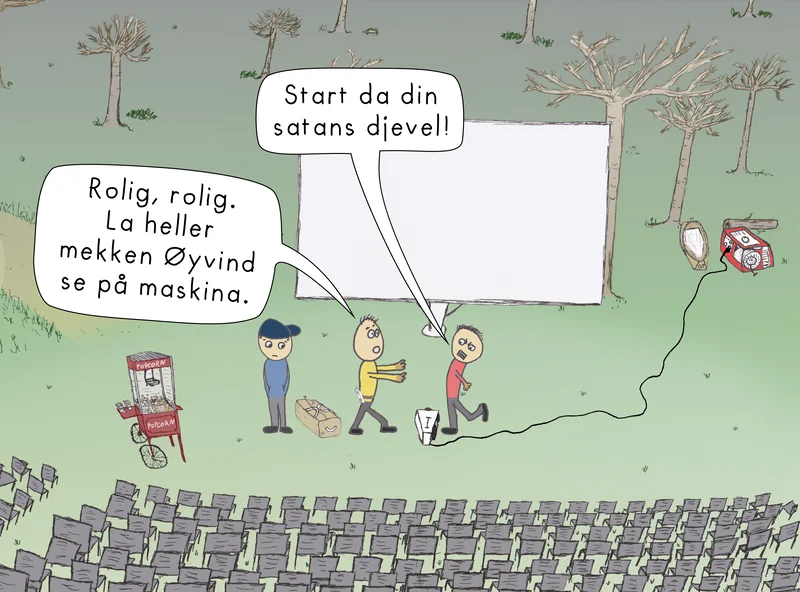 Start da din
satans djevel!
Rolig, rolig.
La heller
mekken Øyvind
se på maskina.
POPCORN
POPCORN
I